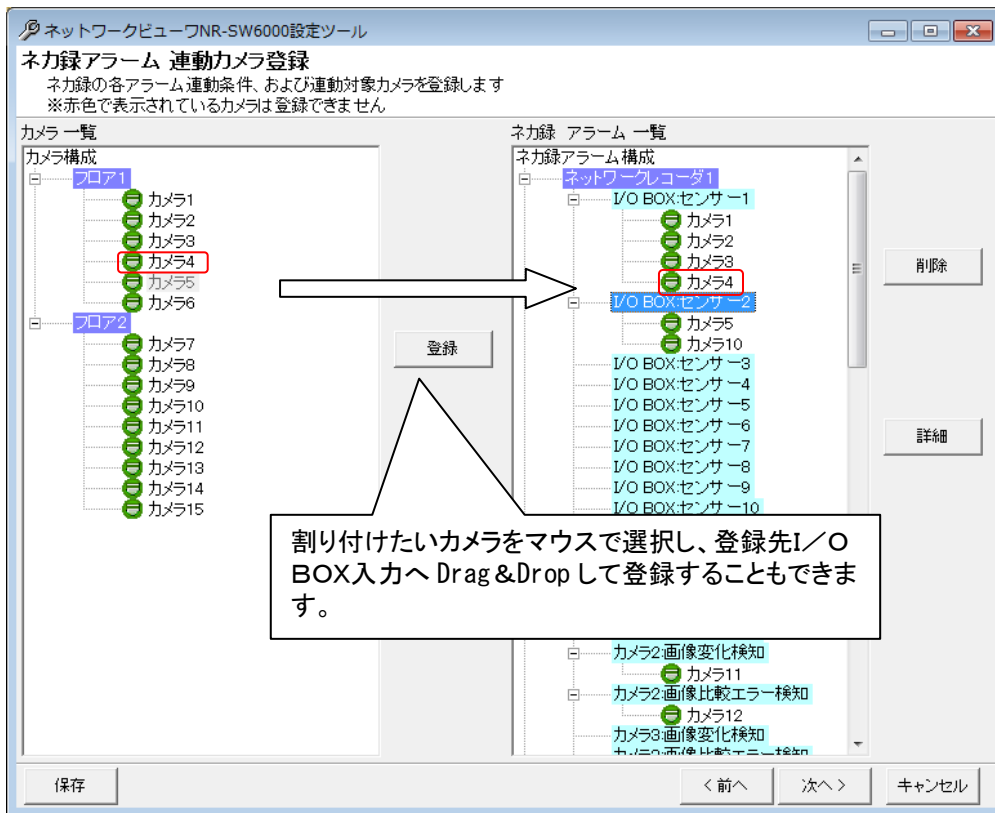 ネットワークビューワNR-SW6000設定ツール
ネカ録アラーム 連動カメラ登録
ネカ録の各アラーム連動条件、および連動対象カメラを登録します
※赤色で表示されているカメラは登録できません
カメラ 一覧
カメラ構成
フロア1
カメラ1
カメラ2
カメラ3
カメラ4
カメラ5
カメラ6
フロア2
カメラ7
カメラ8
カメラ9
カメラ10
カメラ11
カメラ12
カメラ13
カメラ14
カメラ15
登録
ネカ録 アラーム 一覧
ネカ録アラーム構成
ネットワークレコーダ1
I/O BOX:センサー1
カメラ1
カメラ2
カメラ3
カメラ4
I/O BOX:センサー2
カメラ5
カメラ10
I/O BOX:センサー3
I/O BOX:センサー4
I/O BOX:センサー5
I/O BOX:センサー6
I/O BOX:センサー7
I/O BOX:センサー8
I/O BOX:センサー9
I/O BOX:センサー10
割り付けたいカメラをマウスで選択し、登録先I/O
BOX入力へ Drag&Drop して登録することもできま
す。
カメラ2:画像変化検知
カメラ11
カメラ2:画像比較エラー検知
カメラ12
カメラ3:画像変化検知
削除
詳細
保存
<前へ
次へ>
キャンセル